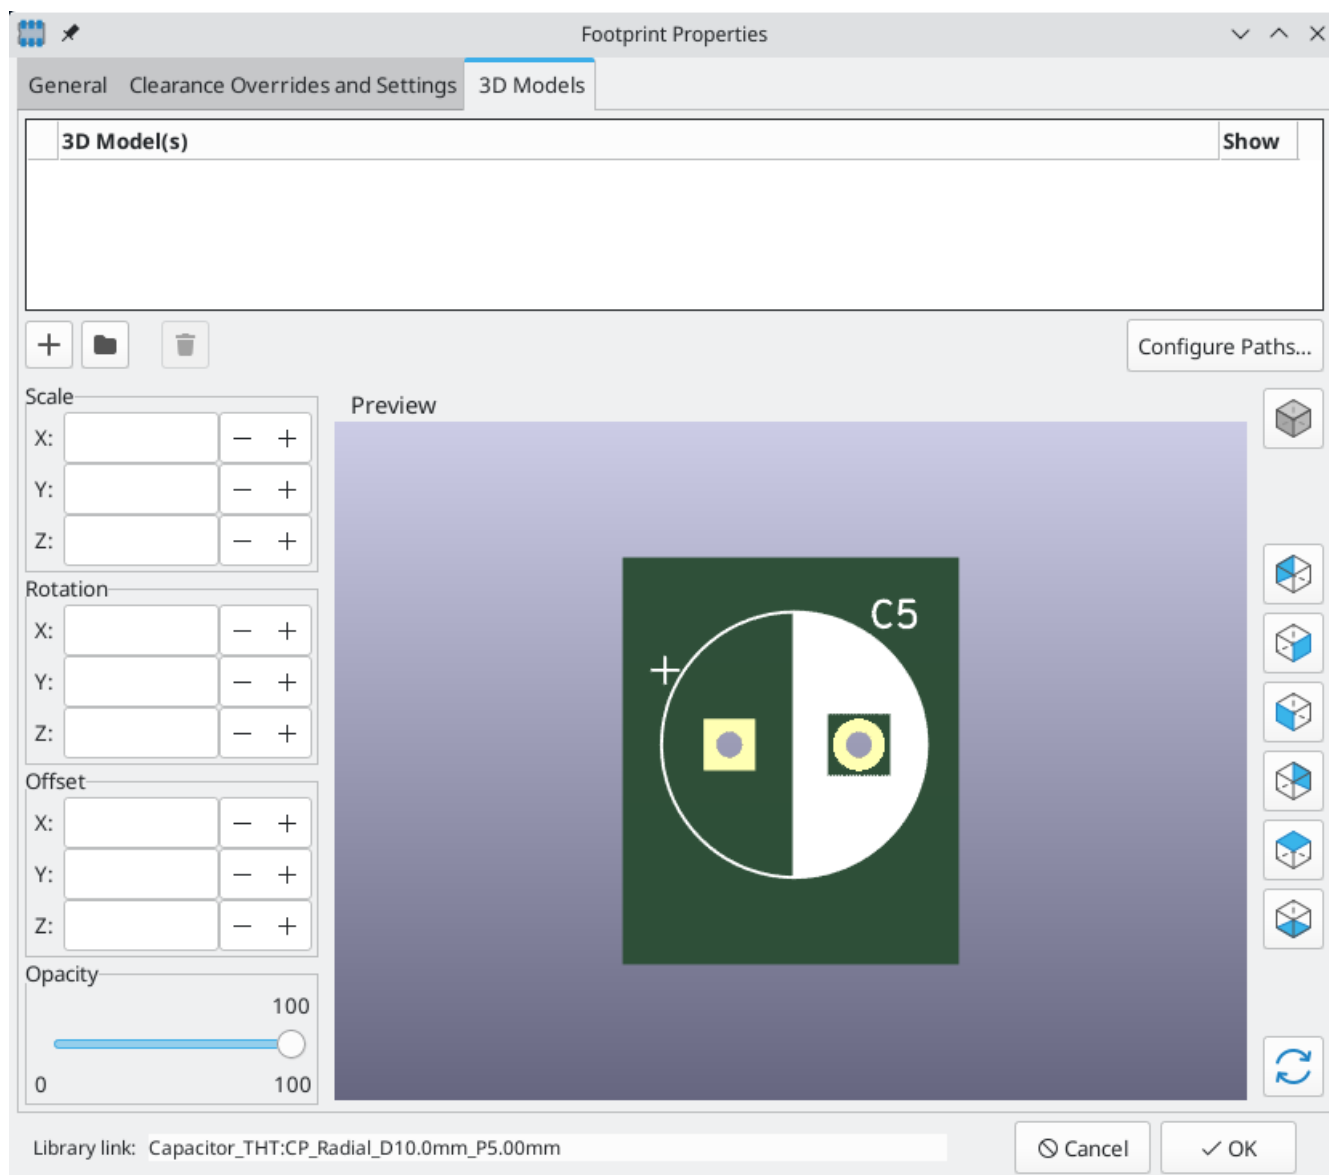 Footprint Properties
General Clearance Overrides and Settings 3D Models
3D Model(s) Show
Configure Paths...
Scale
X:
Y:
Z:
Rotation
X:
Y:
Z:
Offset
X:
Y:
Z:
Opacity
100
0 100
Preview
C5
+
Library link: Capacitor_THT:CP_Radial_D10.0mm_P5.00mm
Cancel OK